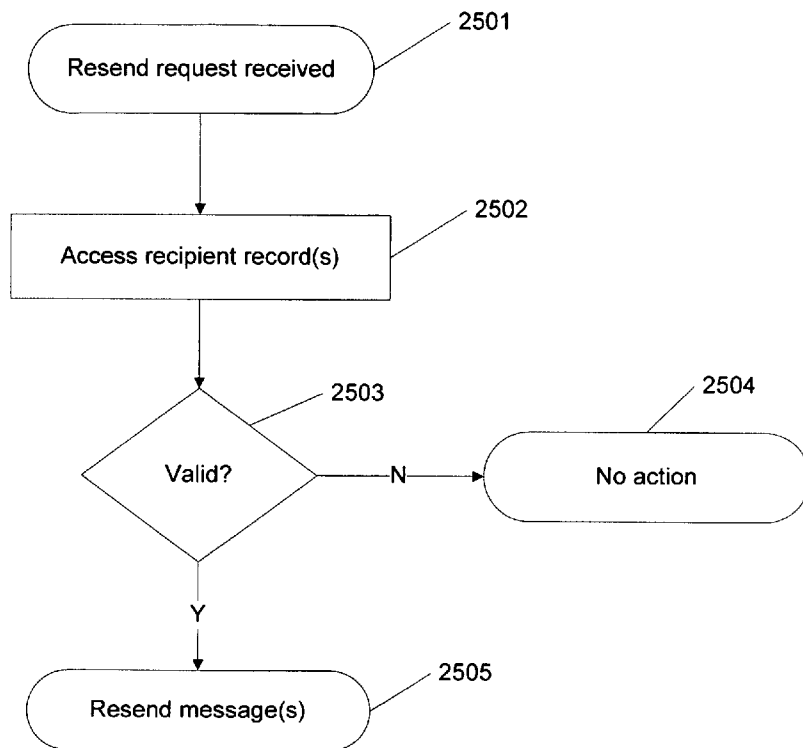 2501
Resend request received
2502
Access recipient record(s)
2503
2504
Valid?
N
No action
Y
2505
Resend message(s)